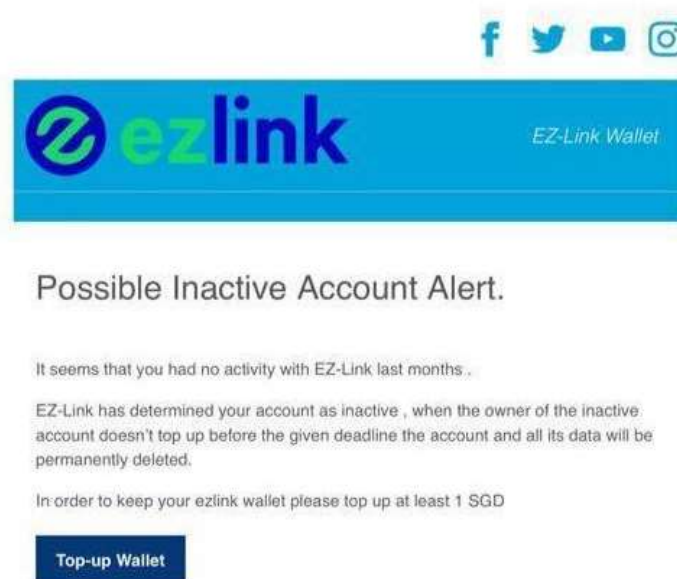 ezlink
EZ-Link Wallet
Possible Inactive Account Alert.
It seems that you had no activity with EZ-Link last months .
EZ-Link has determined your account as inactive , when the owner of the inactive
account doesn't top up before the given deadline the account and all its data will be
permanently deleted.
In order to keep your ezlink wallet please top up at least 1 SGD
Top-up Wallet